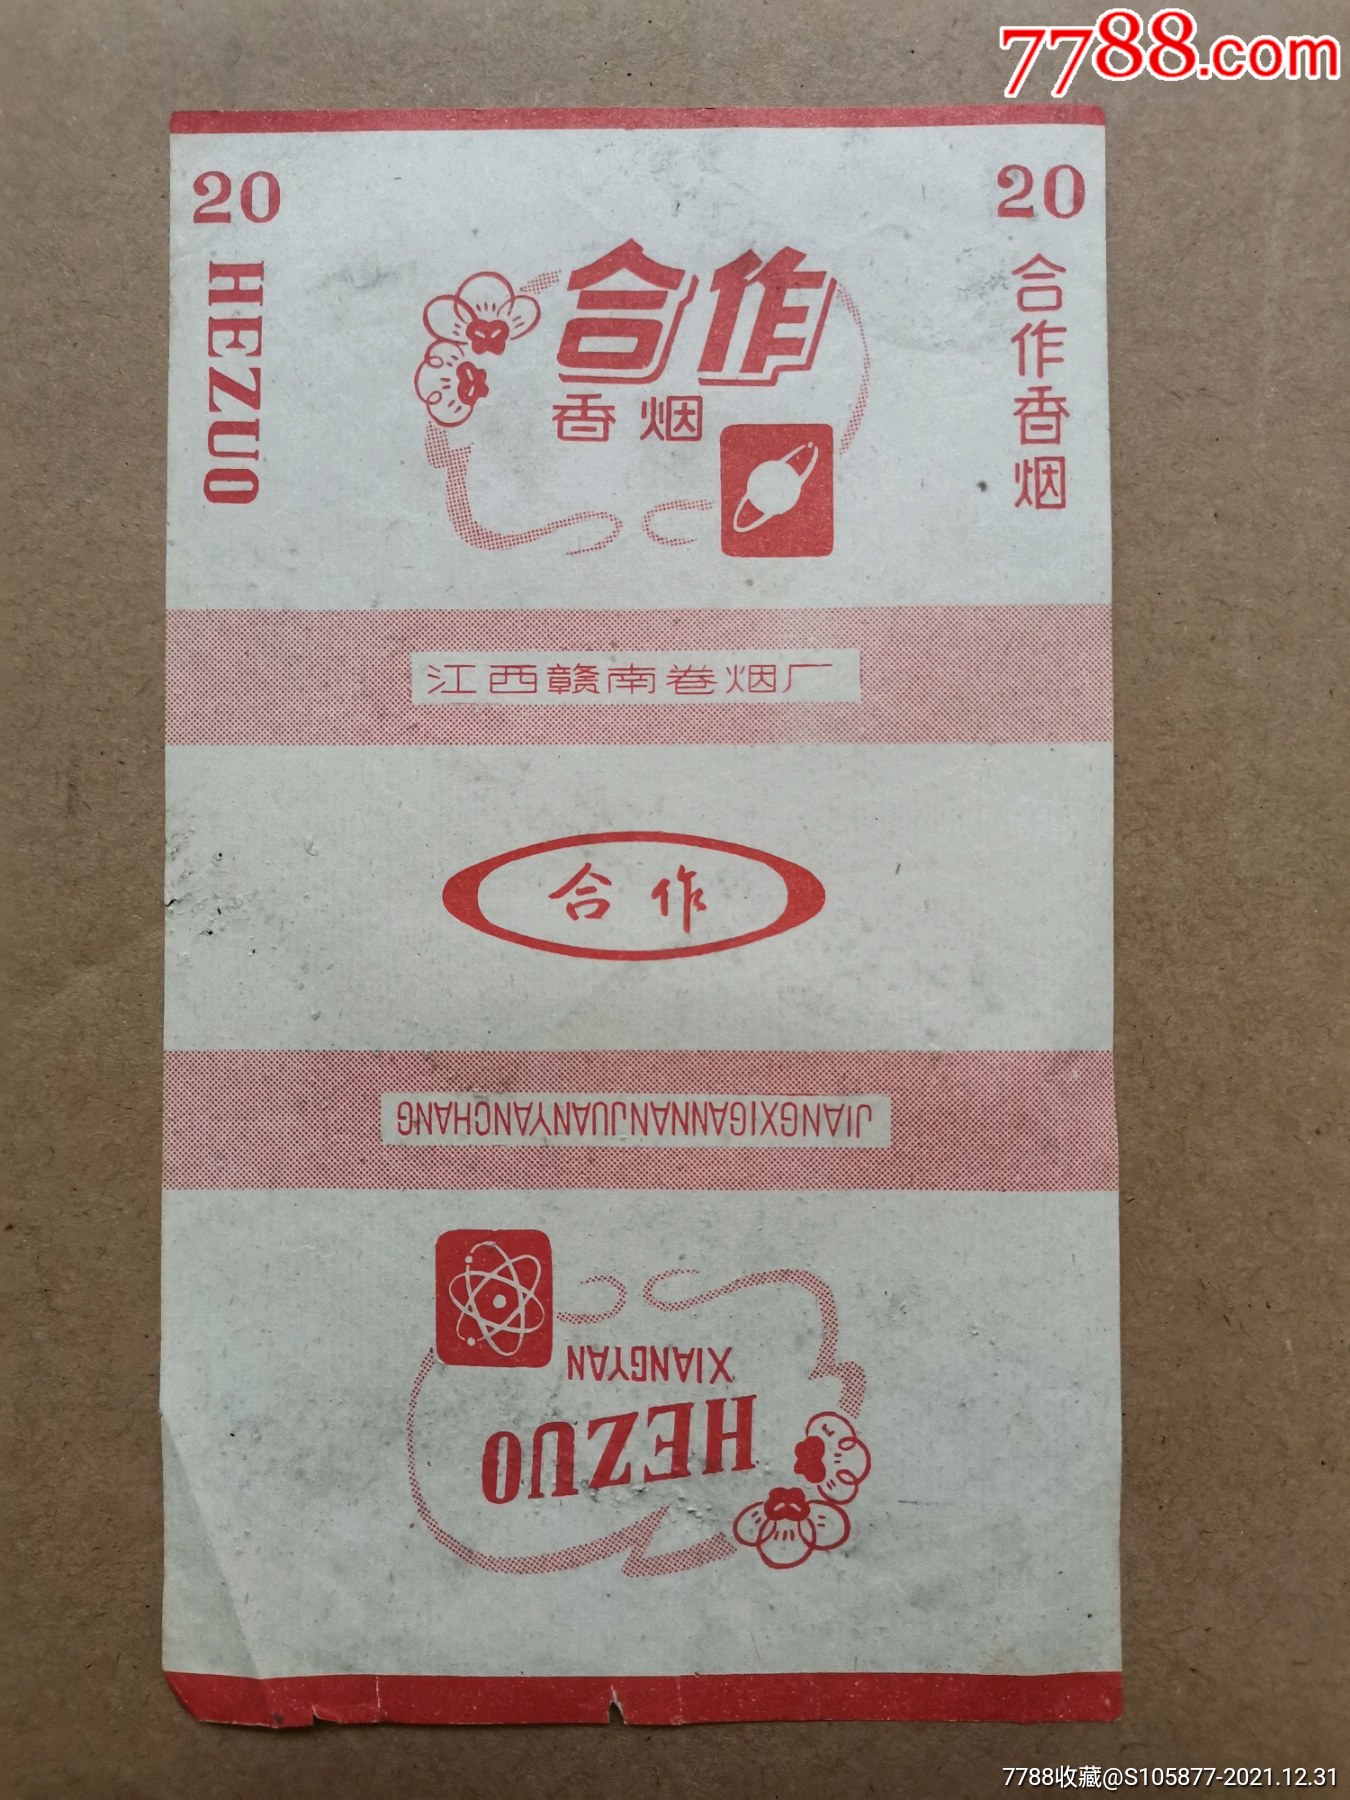 7788.com
20
20
HEZUO
合作香烟
合作
香烟
江西赣南卷烟厂
合作
JIANGXIGANNANJUANYANCHANG
HEZUO
XIANGYAN
7788收藏@S105877-2021.12.31